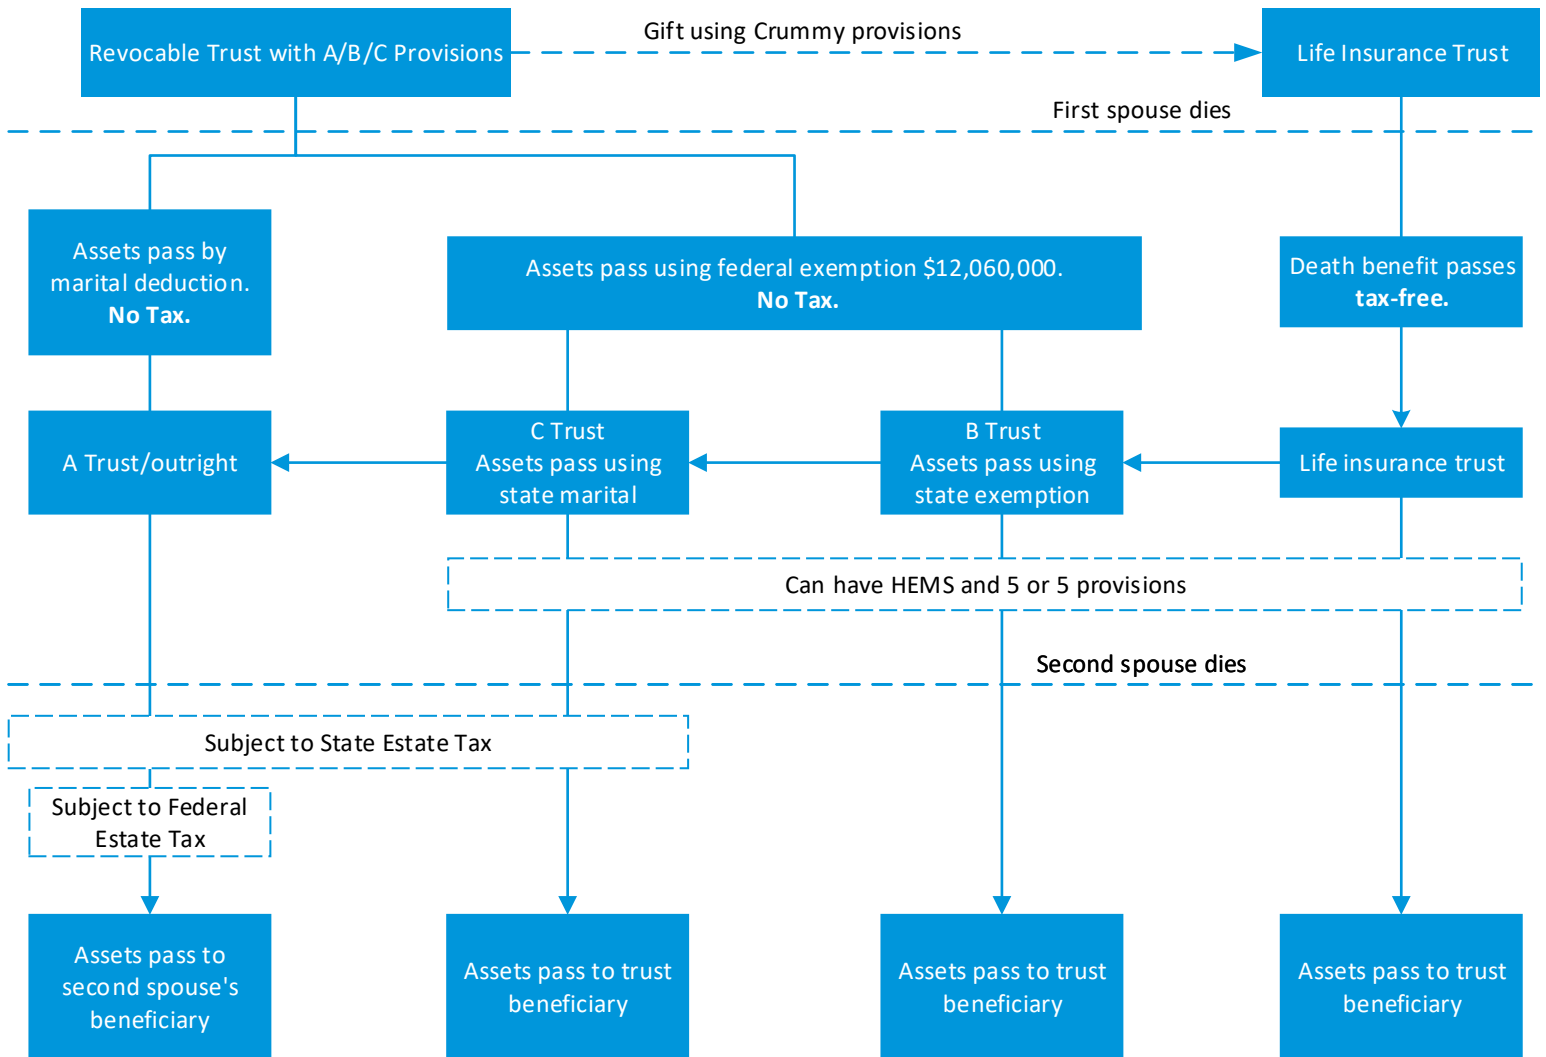 Gift using Crummy provisions
Revocable Trust with A/B/C Provisions
Life Insurance Trust
First spouse dies
Assets pass by
marital deduction.
No Tax.
Assets pass using federal exemption $12,060,000.
No Tax.
Death benefit passes
tax-free.
A Trust/outright
C Trust
Assets pass using
state marital
B Trust
Assets pass using
state exemption
Life insurance trust
Can have HEMS and 5 or 5 provisions
Second spouse dies
Subject to State Estate Tax
Subject to Federal
Estate Tax
Assets pass to
second spouse's
beneficiary
Assets pass to trust
beneficiary
Assets pass to trust
beneficiary
Assets pass to trust
beneficiary